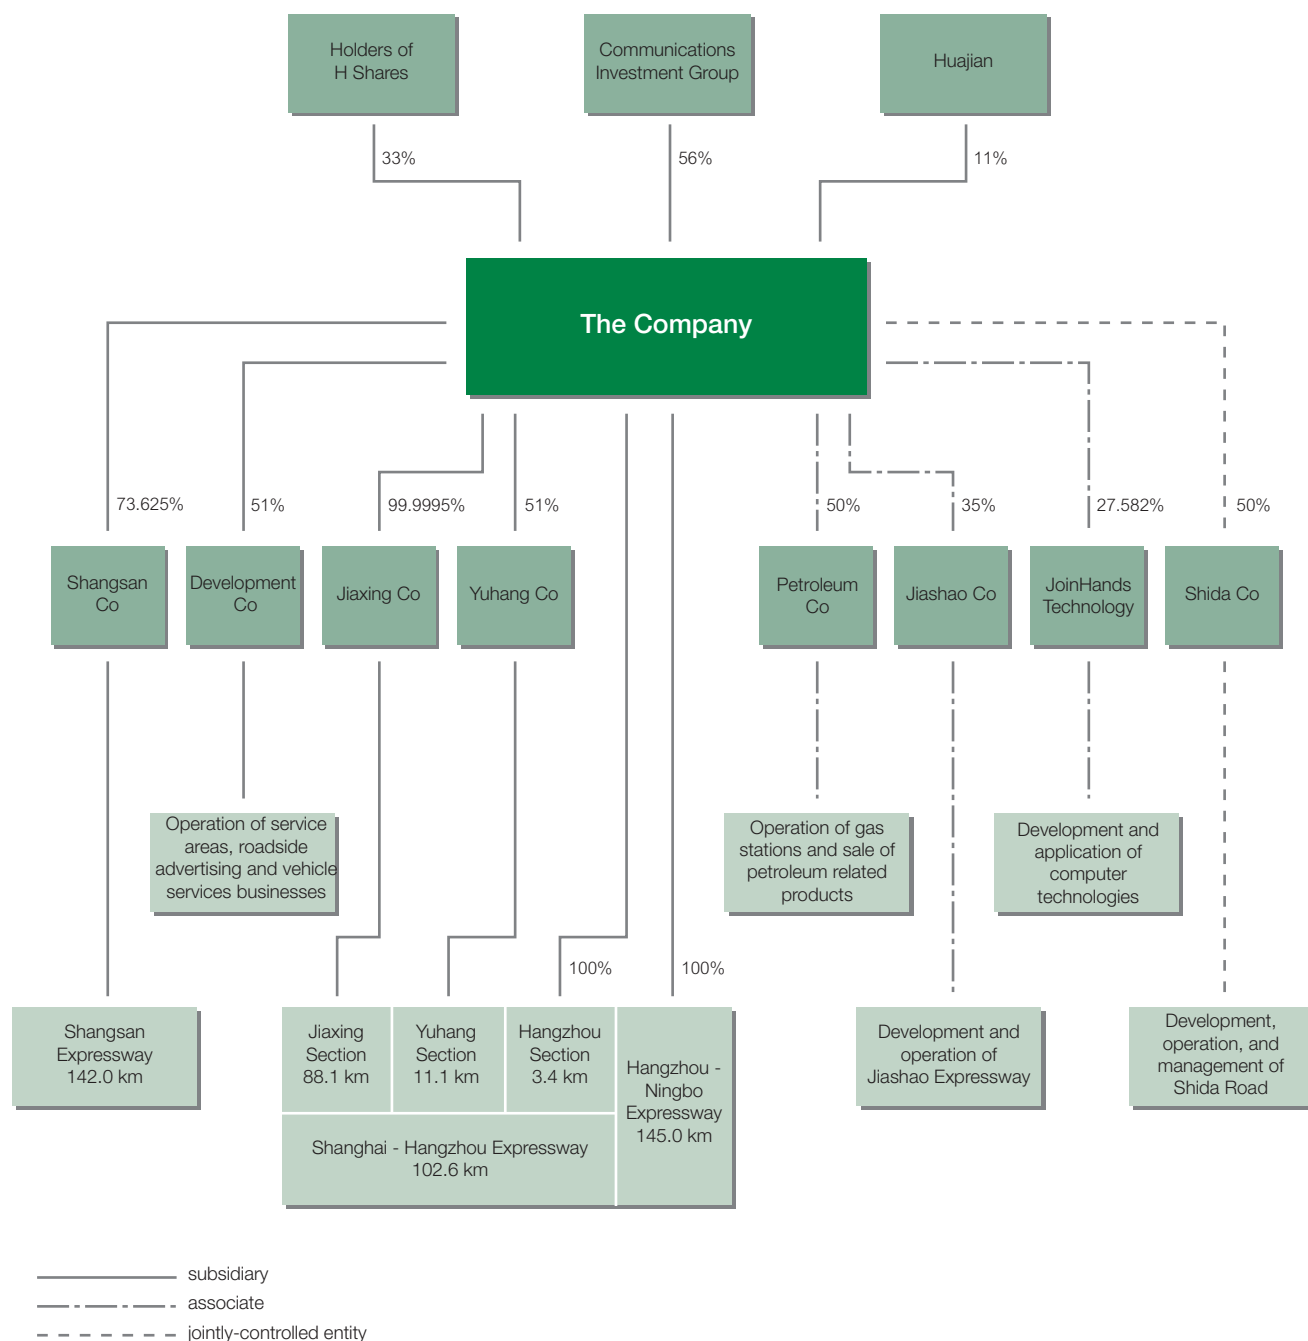 Holders of
H Shares
Communications
Investment Group
Huajian
33%
56%
11%
The Company
73.625%
51%
99.9995%
51%
50%
35%
27.582%
50%
Shangsan
Co
Development
Co
Jiaxing Co
Yuhang Co
Petroleum
Co
Jiashao Co
JoinHands
Technology
Shida Co
Operation of service
areas, roadside
advertising and vehicle
services businesses
Operation of gas
stations and sale of
petroleum related
products
Development and
application of
computer
technologies
100%
100%
Shangsan
Expressway
142.0 km
Jiaxing
Section
88.1 km
Yuhang
Section
11.1 km
Hangzhou
Section
3.4 km
Hangzhou -
Ningbo
Expressway
145.0 km
Shanghai - Hangzhou Expressway
102.6 km
Development and
operation of
Jiashao Expressway
Development,
operation, and
management of
Shida Road
subsidiary
associate
jointly-controlled entity